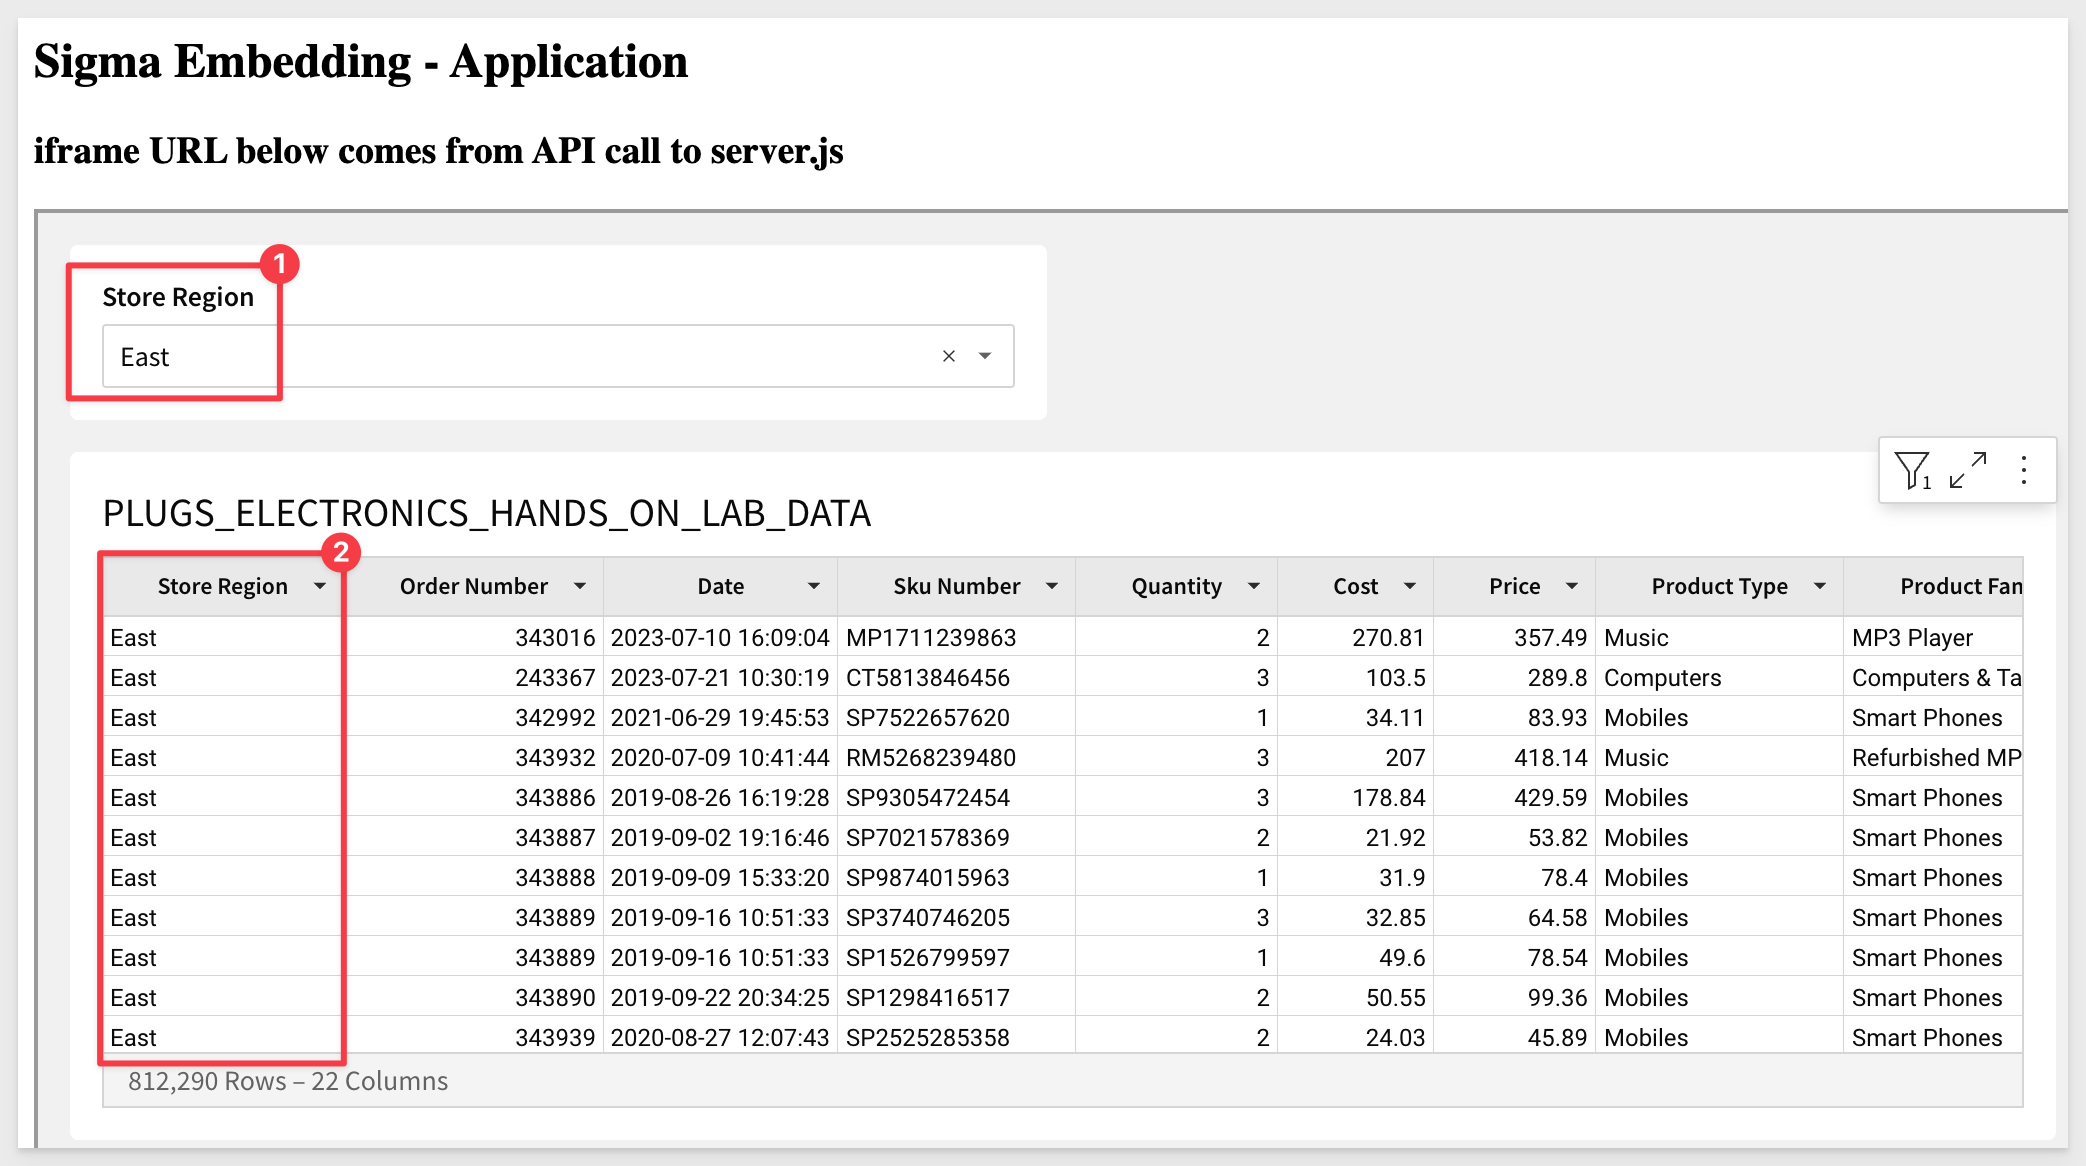 Sigma Embedding - Application
iframe URL below comes from API call to server.js
1
Store Region
East
1
PLUGS_ELECTRONICS_HANDS_ON_LAB_DATA
2
Store Region Order Number Date Sku Number Quantity Cost Price Product Type Product Fan
East 343016 2023-07-10 16:09:04 MP1711239863 2 270.81 357.49 Music MP3 Player
East 243367 2023-07-21 10:30:19 CT5813846456 3 103.5 289.8 Computers Computers & Ta
East 342992 2021-06-29 19:45:53 SP7522657620 1 34.11 83.93 Mobiles Smart Phones
East 343932 2020-07-09 10:41:44 RM5268239480 3 207 418.14 Music Refurbished MP
East 343886 2019-08-26 16:19:28 SP9305472454 3 178.84 429.59 Mobiles Smart Phones
East 343887 2019-09-02 19:16:46 SP7021578369 2 21.92 53.82 Mobiles Smart Phones
East 343888 2019-09-09 15:33:20 SP9874015963 1 31.9 78.4 Mobiles Smart Phones
East 343889 2019-09-16 10:51:33 SP3740746205 3 32.85 64.58 Mobiles Smart Phones
East 343889 2019-09-16 10:51:33 SP1526799597 1 49.6 78.54 Mobiles Smart Phones
East 343890 2019-09-22 20:34:25 SP1298416517 2 50.55 99.36 Mobiles Smart Phones
East 343939 2020-08-27 12:07:43 SP2525285358 2 24.03 45.89 Mobiles Smart Phones
812,290 Rows – 22 Columns